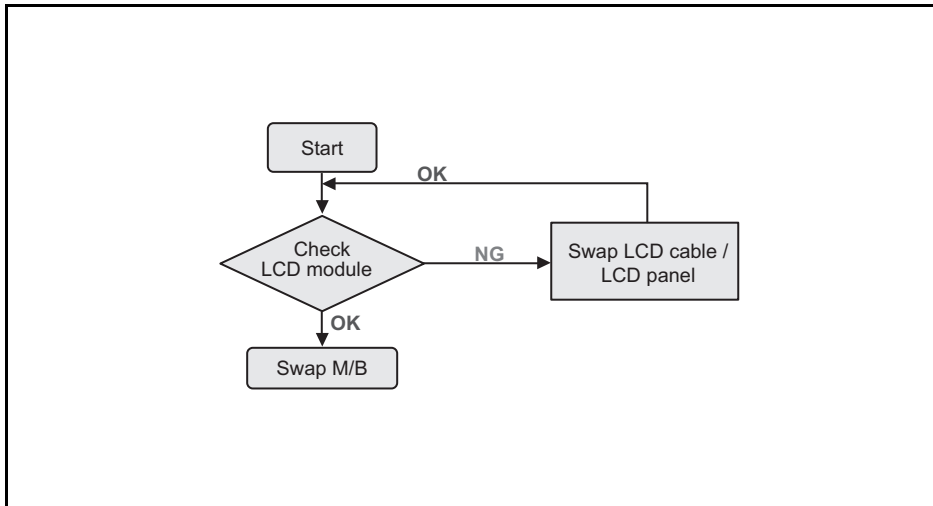 Start
OK
Check
LCD module
NG
Swap LCD cable /
LCD panel
OK
Swap M/B